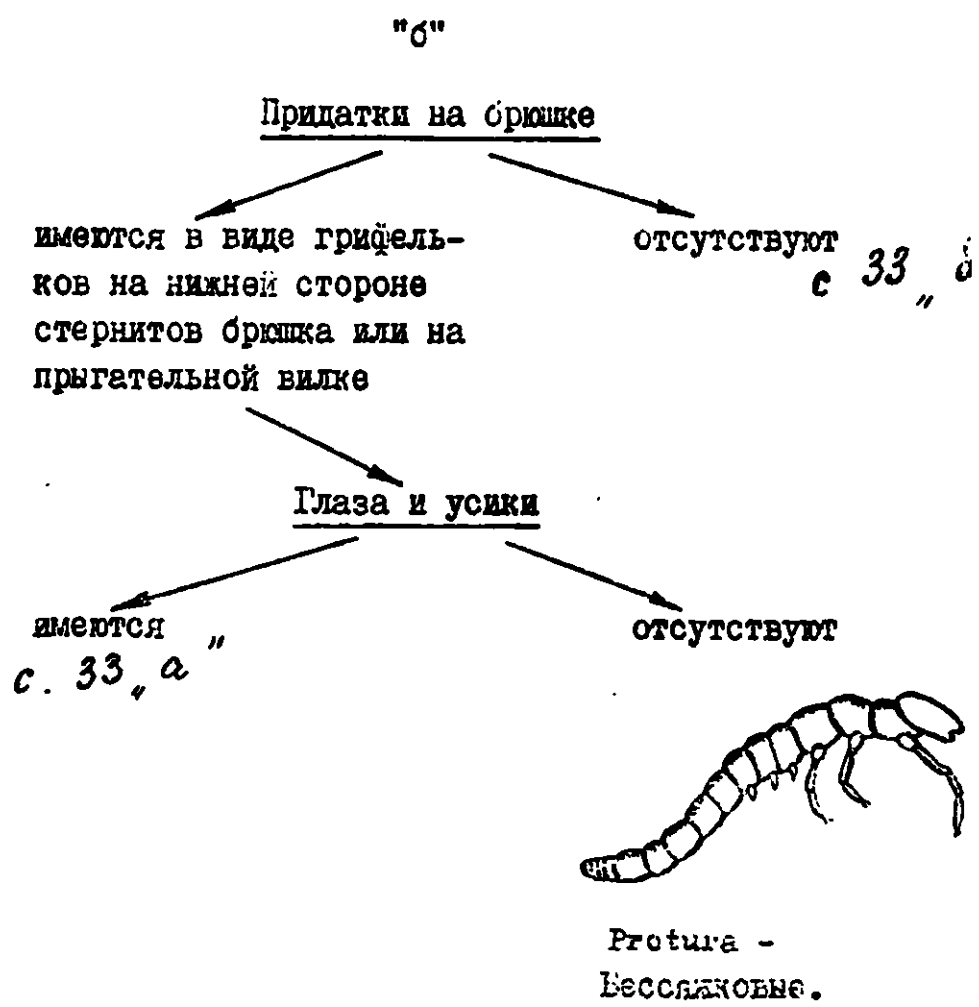 "б"
Придатки на брюшке
имеются в виде грифель-
ков на нижней стороне
стернитов брюшка или на
прыгательной вилке
отсутствуют
с 33 „
Глаза и усики
имеются
с. 33 „ а "
отсутствуют
Protura -